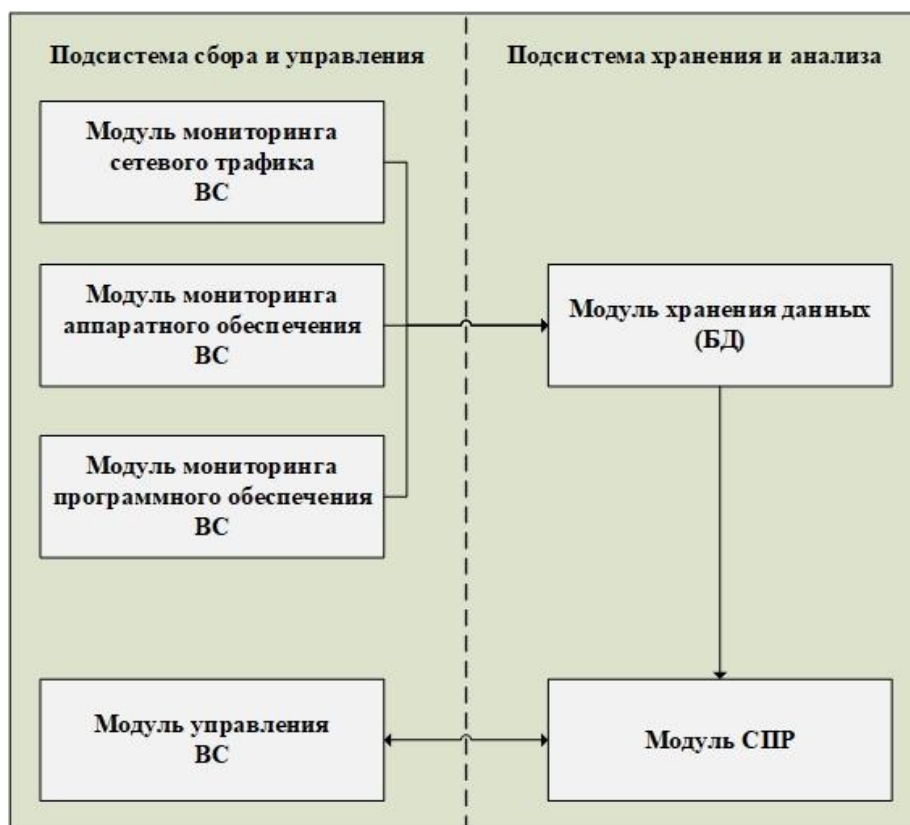 Подсистема сбора и управления
Подсистема хранения и анализа
Модуль мониторинга
сетевого трафика
ВС
Модуль мониторинга
аппаратного обеспечения
ВС
Модуль хранения данных
(БД)
Модуль мониторинга
программного обеспечения
ВС
Модуль управления
ВС
Модуль СПР